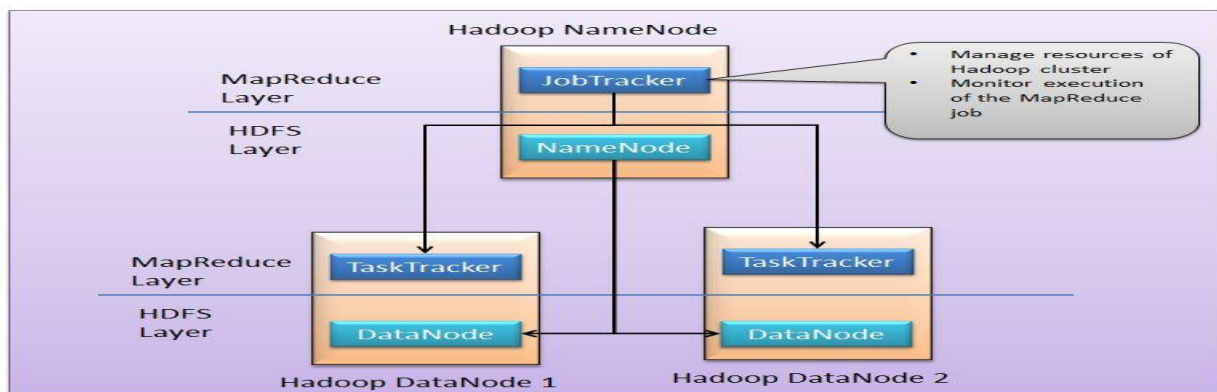 Hadoop NameNode
MapReduce
Layer
JobTracker
• Manage resources of
Hadoop cluster
• Monitor execution
of the MapReduce
job
HDFS
Layer
NameNode
MapReduce
Layer
TaskTracker
TaskTracker
HDFS
Layer
DataNode
DataNode
Hadoop DataNode 1
Hadoop DataNode 2